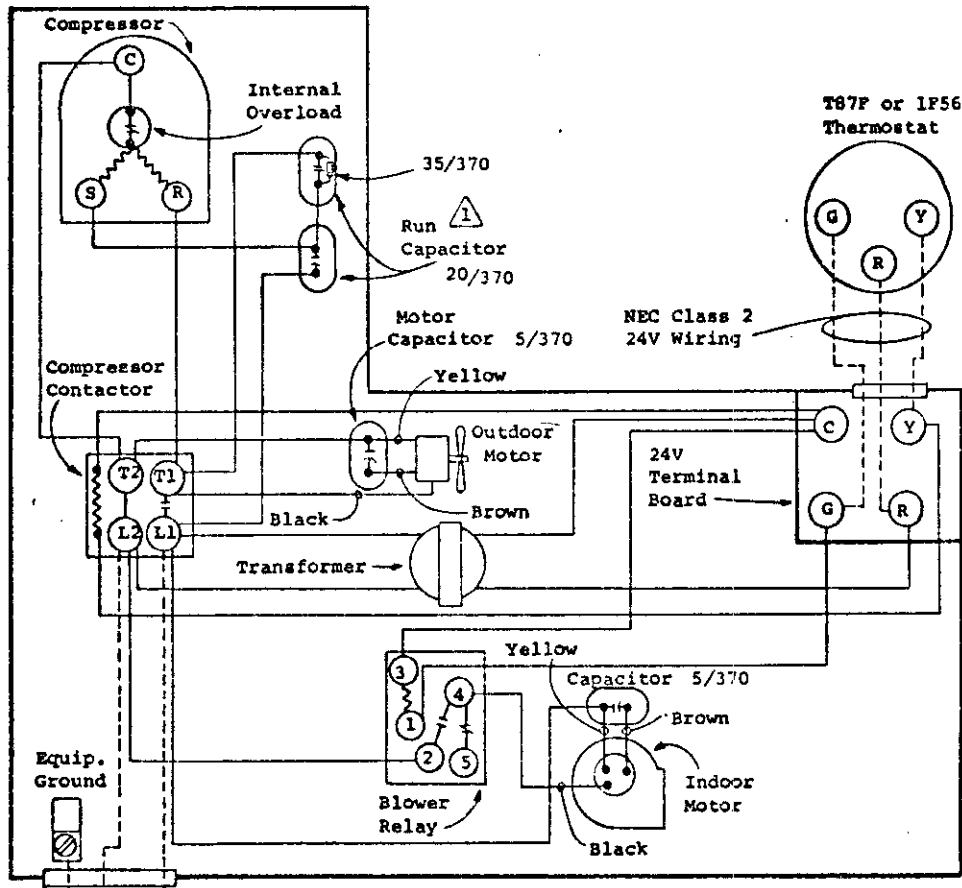 Compressor
C
Internal
Overload
S
R
35/370
1
Run
Capacitor
20/370
T87F or 1F56
Thermostat
G
Y
R
NEC Class 2
24V Wiring
Motor
Capacitor 5/370
Yellow
Compressor
Contactor
Outdoor
Motor
T2
T1
L2
L1
Black
Brown
Transformer
C
Y
24V
Terminal
Board
G
R
Yellow
Capacitor 5/370
Brown
3
4
1
2
5
Equip.
Ground
Blower
Relay
Indoor
Motor
Black